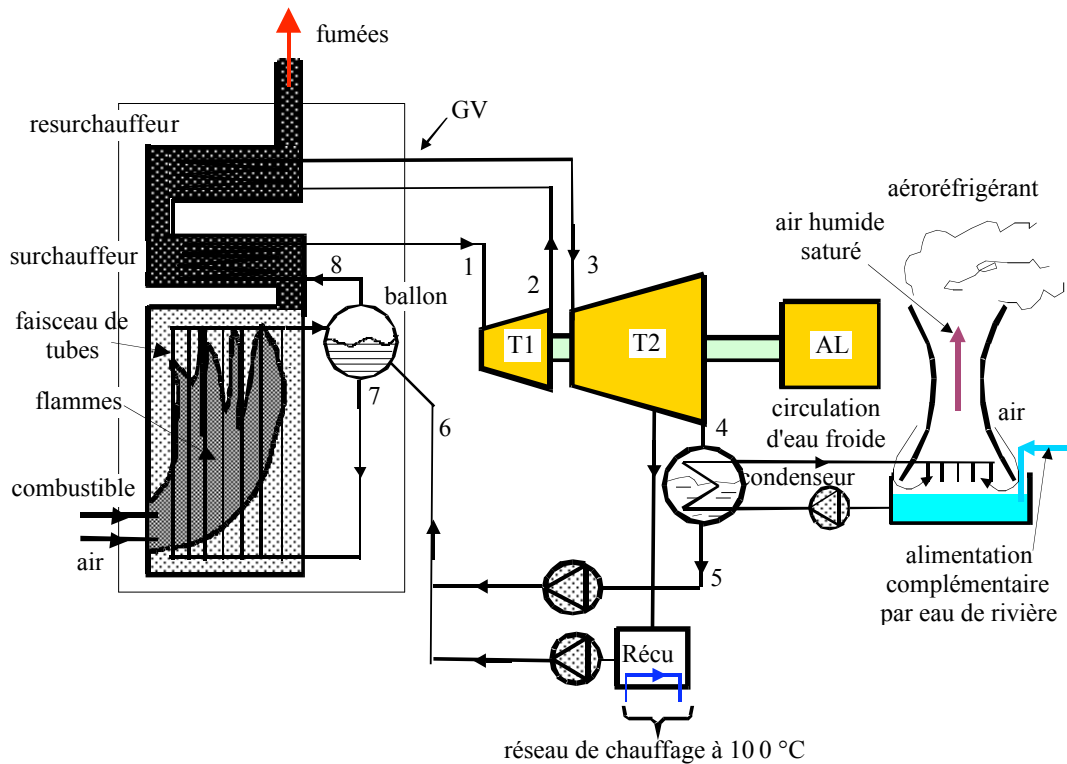 fumées
GV
resurchauffeur
aéroréfrigérant
air humide
saturé
surchauffeur
8
1
2
3
ballon
faisceau de
tubes
T1
T2
AL
flammes
7
6
4
circulation
d'eau froide
air
condenseur
combustible
air
5
alimentation
complémentaire
par eau de rivière
Récu
réseau de chauffage à 10 0 °C